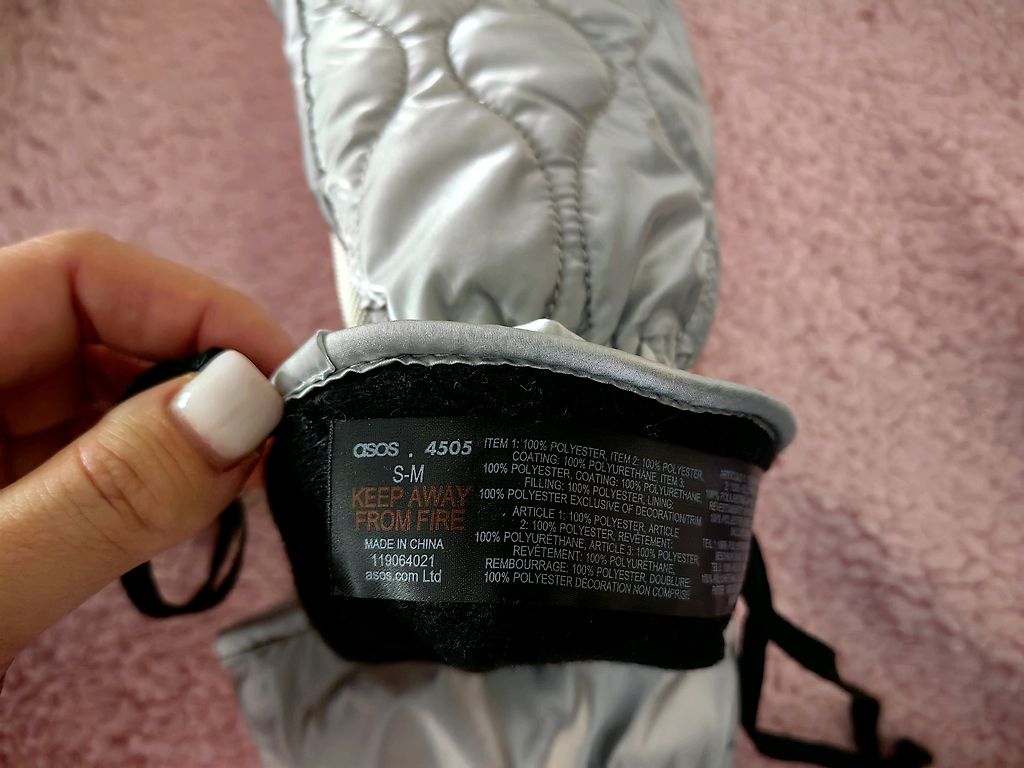 asos . 4505
S-M
KEEP AWAY
FROM FIRE
MADE IN CHINA
119064021
asos.com Ltd
ITEM 1: 100% POLYESTER, ITEM 2: 100% POLYESTER,
COATING: 100% POLYURETHANE, ITEM 3:
100% POLYESTER, COATING: 100% POLYURETHANE,
FILLING: 100% POLYESTER, LINING:
100% POLYESTER EXCLUSIVE OF DECORATION/TRIM
ARTICLE 1: 100% POLYESTER, ARTICLE
2: 100% POLYESTER, REVÊTEMENT:
100% POLYURÉTHANE, ARTICLE 3: 100% POLYESTER,
REVÊTEMENT: 100% POLYURÉTHANE,
REMBOURRAGE: 100% POLYESTER, DOUBLURE:
100% POLYESTER DÉCORATION NON COMPRISE